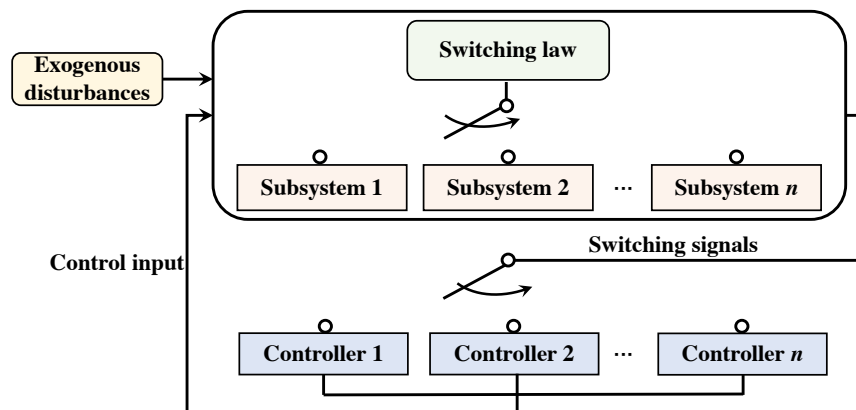 Switching law
Exogenous
disturbances
Subsystem 1
Subsystem 2
...
Subsystem n
Switching signals
Control input
Controller 1
Controller 2
...
Controller n